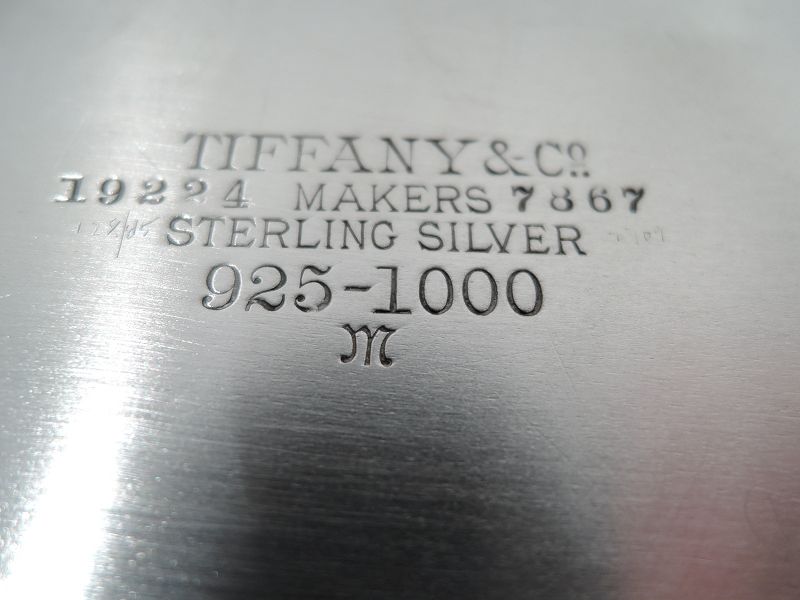 TIFFANY & Co.
19224 MAKERS 7867
STERLING SILVER
925-1000
M